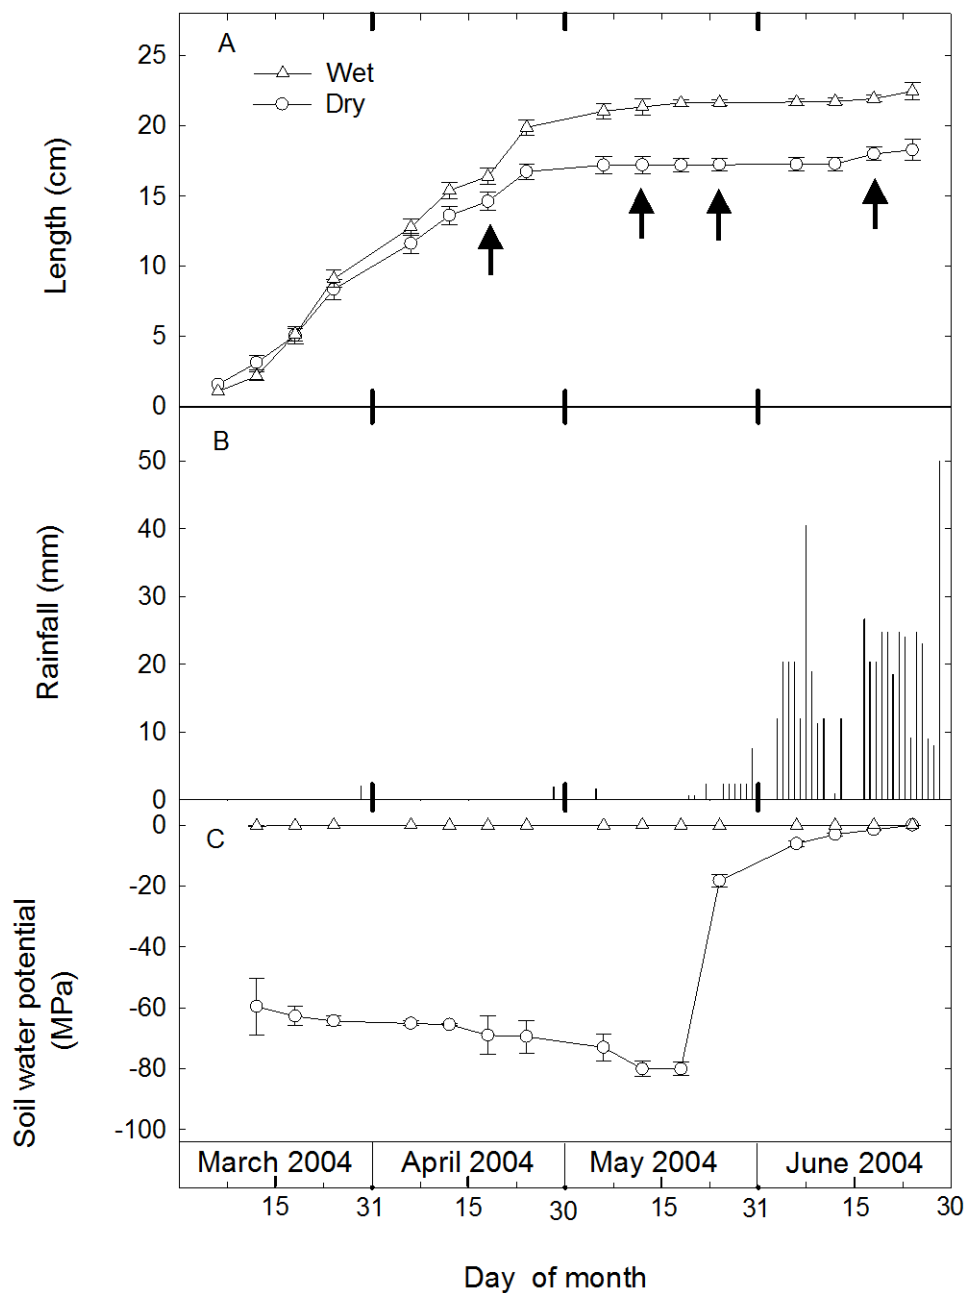 A
Wet
Dry
25
20
15
10
5
0
Length (cm)
B
50
40
30
20
10
0
Rainfall (mm)
C
0
-20
-40
-60
-80
-100
Soil water potential
(MPa)
March 2004 April 2004 May 2004 June 2004
15 31 15 30 15 31 15 30
Day of month